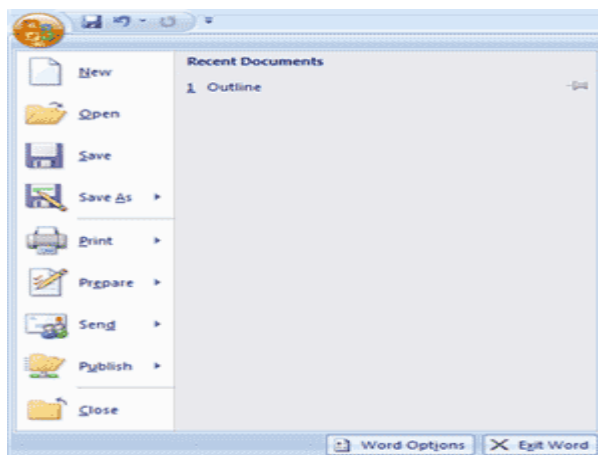 New
Open
Save
Save As
Print
Prepare
Send
Publish
Close
Recent Documents
1 Outline
Word Options
Exit Word